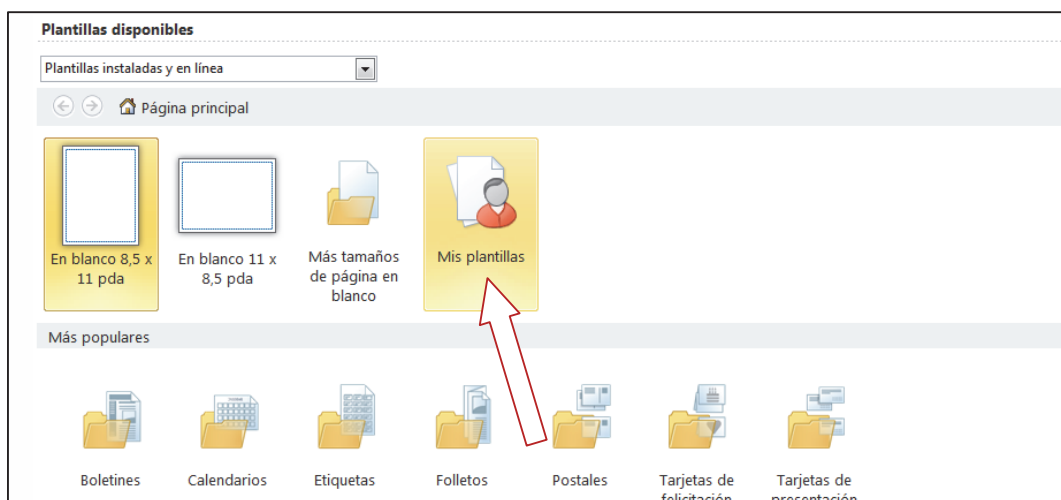 Plantillas disponibles
Plantillas instaladas y en línea
Página principal
En blanco 8,5 x
11 pda
En blanco 11 x
8,5 pda
Más tamaños
de página en
blanco
Mis plantillas
Más populares
Boletines
Calendarios
Etiquetas
Folletos
Postales
Tarjetas de
felicitación
Tarjetas de
presentación